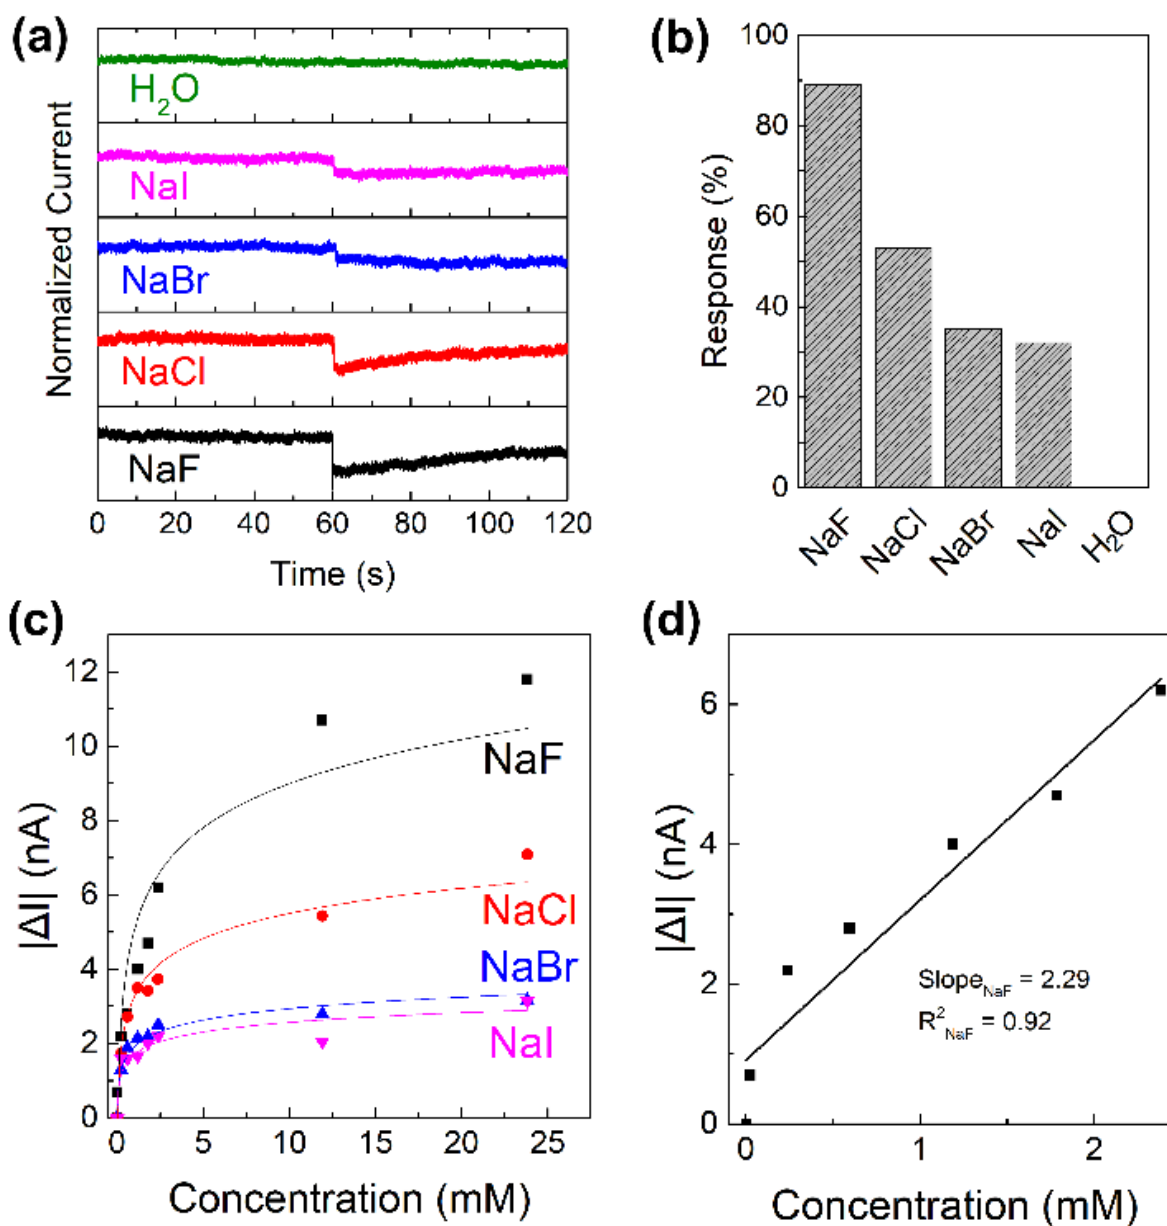 (a)
Normalized Current
H₂O
NaI
NaBr
NaCl
NaF
0 20 40 60 80 100 120
Time (s)
(b)
Response (%)
100
80
60
40
20
0
NaF NaCl NaBr NaI H₂O
(c)
|ΔI| (nA)
12
10
8
6
4
2
0
NaF
NaCl
NaBr
NaI
0 5 10 15 20 25
Concentration (mM)
(d)
|ΔI| (nA)
6
4
2
0
Slope_NaF = 2.29
R²_NaF = 0.92
0 1 2
Concentration (mM)